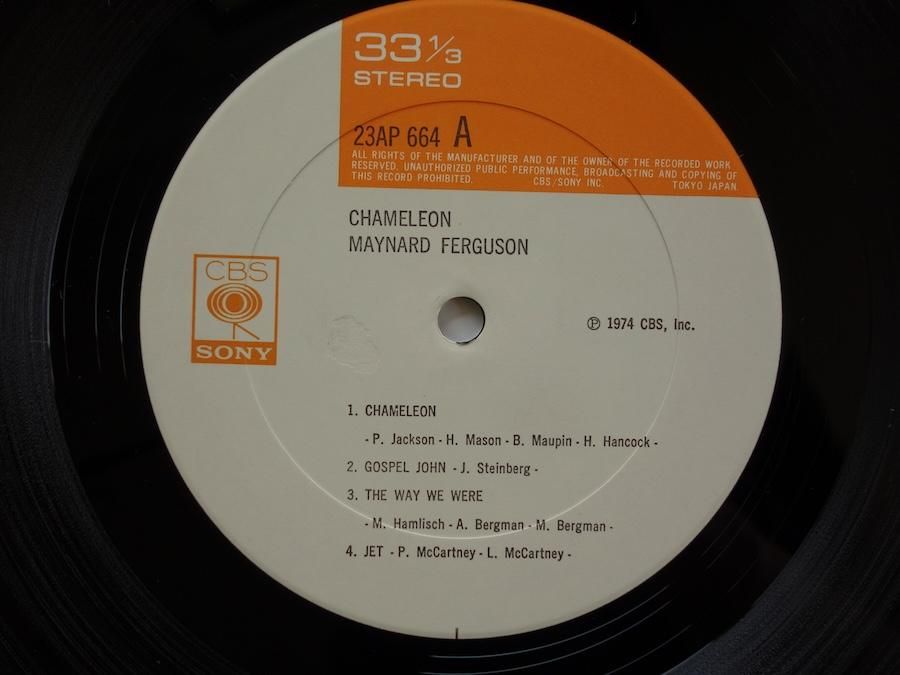 33 1/3
STEREO
23AP 664 A
ALL RIGHTS OF THE MANUFACTURER AND OF THE OWNER OF THE RECORDED WORK
RESERVED. UNAUTHORIZED PUBLIC PERFORMANCE, BROADCASTING AND COPYING OF
THIS RECORD PROHIBITED. CBS/SONY INC. TOKYO JAPAN.
CHAMELEON
MAYNARD FERGUSON
CBS
SONY
℗ 1974 CBS, Inc.
1. CHAMELEON
- P. Jackson - H. Mason - B. Maupin - H. Hancock -
2. GOSPEL JOHN - J. Steinberg -
3. THE WAY WE WERE
- M. Hamlisch - A. Bergman - M. Bergman -
4. JET - P. McCartney - L. McCartney -